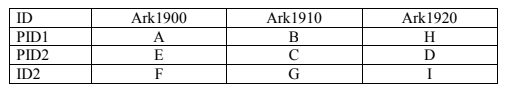 ID Ark1900 Ark1910 Ark1920
PID1 A B H
PID2 E C D
ID2 F G I